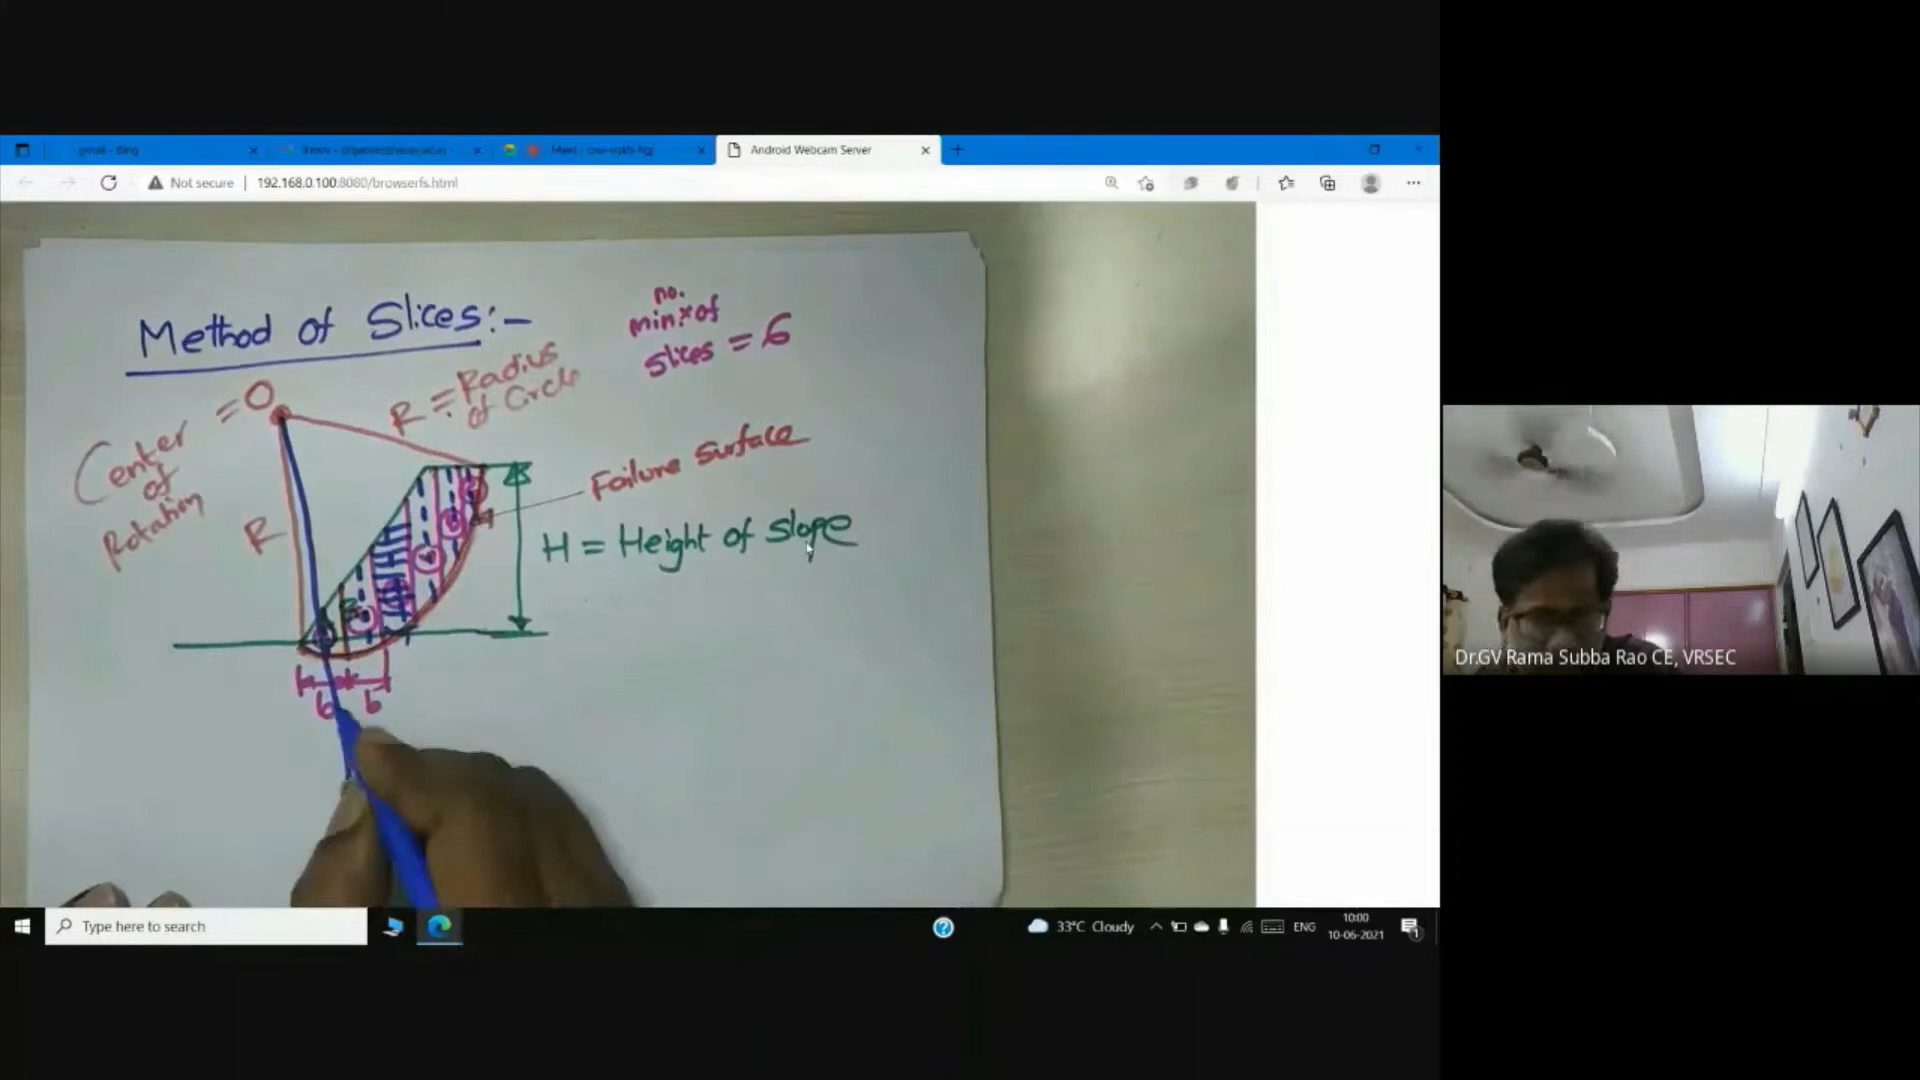 Android Webcam Server
Not secure
192.168.0.100:8080/browserfs.html
Method of Slices:-
no.
min. of
slices = 6
= O
R = Radius
of Circle
Center
of
Rotation
R
Failure Surface
H = Height of Slope
b b
Dr.GV Rama Subba Rao CE, VRSEC
Type here to search
33°C Cloudy
ENG
10:00
10-06-2021
1